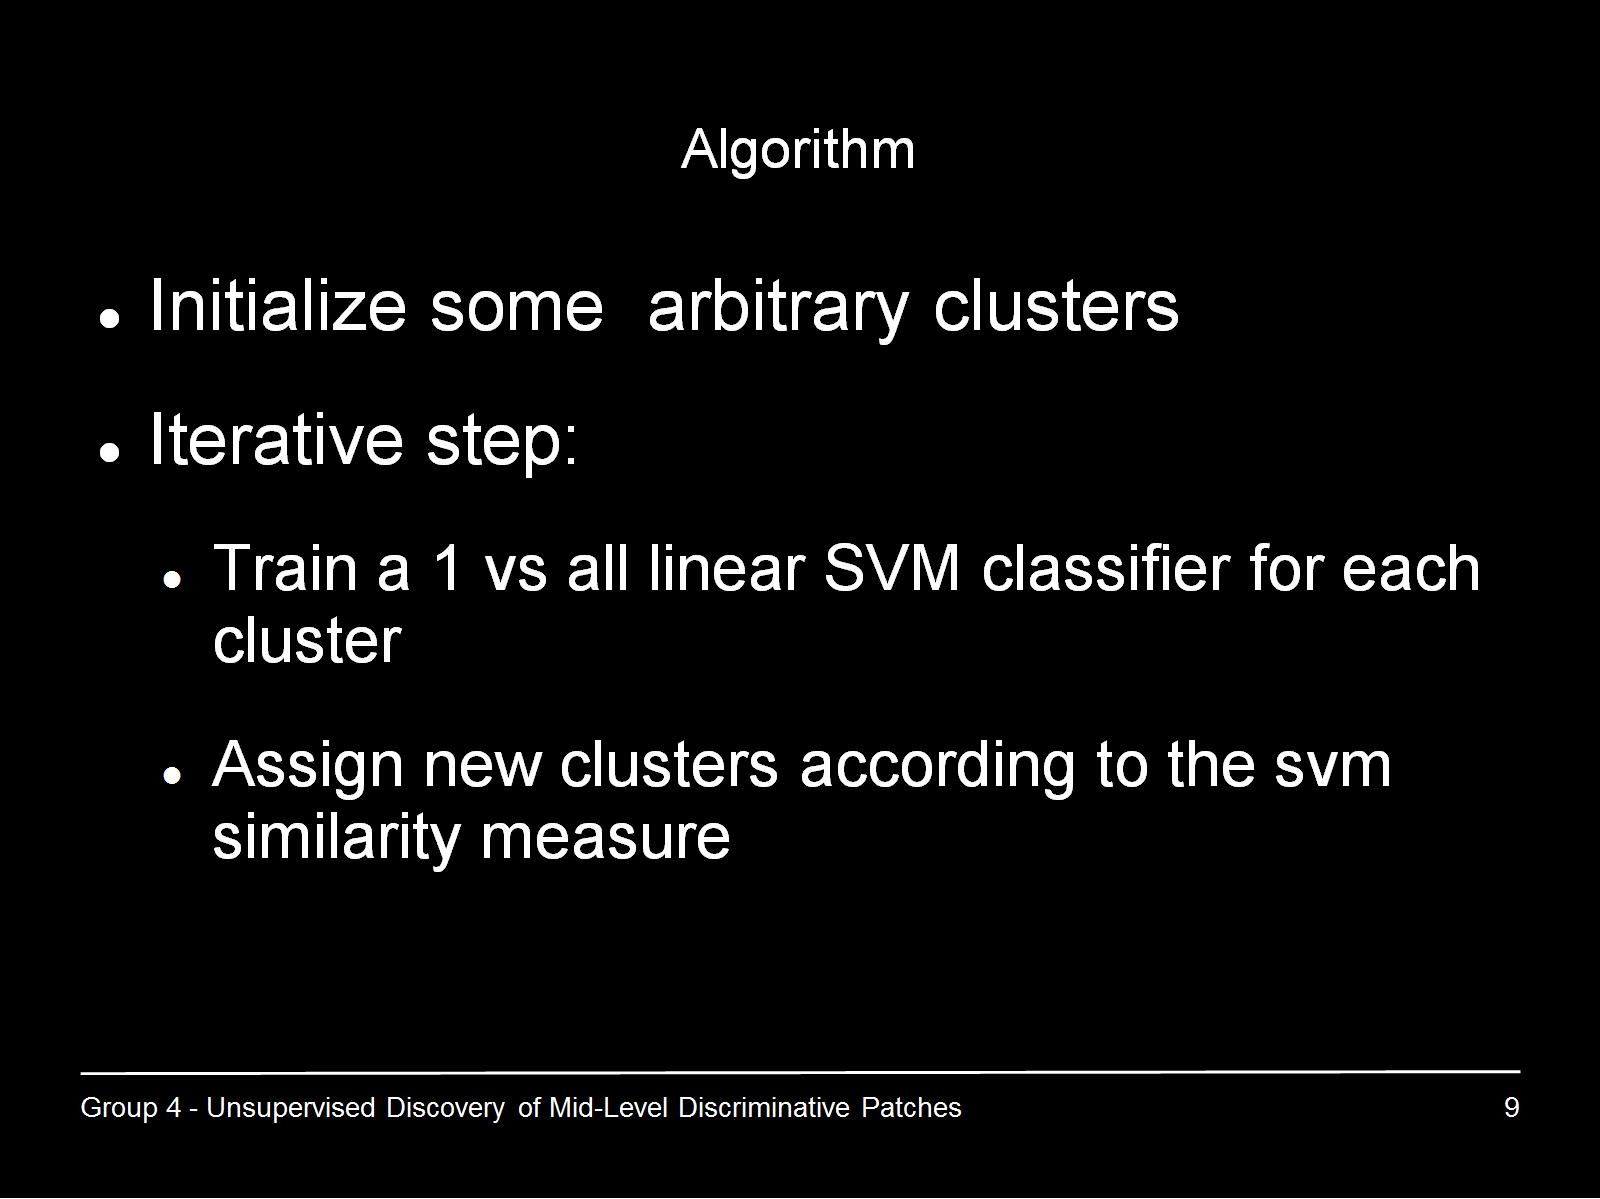 Algorithm
● Initialize some  arbitrary clusters
● Iterative step:
● Train a 1 vs all linear SVM classifier for each
cluster
● Assign new clusters according to the svm
similarity measure
Group 4 - Unsupervised Discovery of Mid-Level Discriminative Patches 9